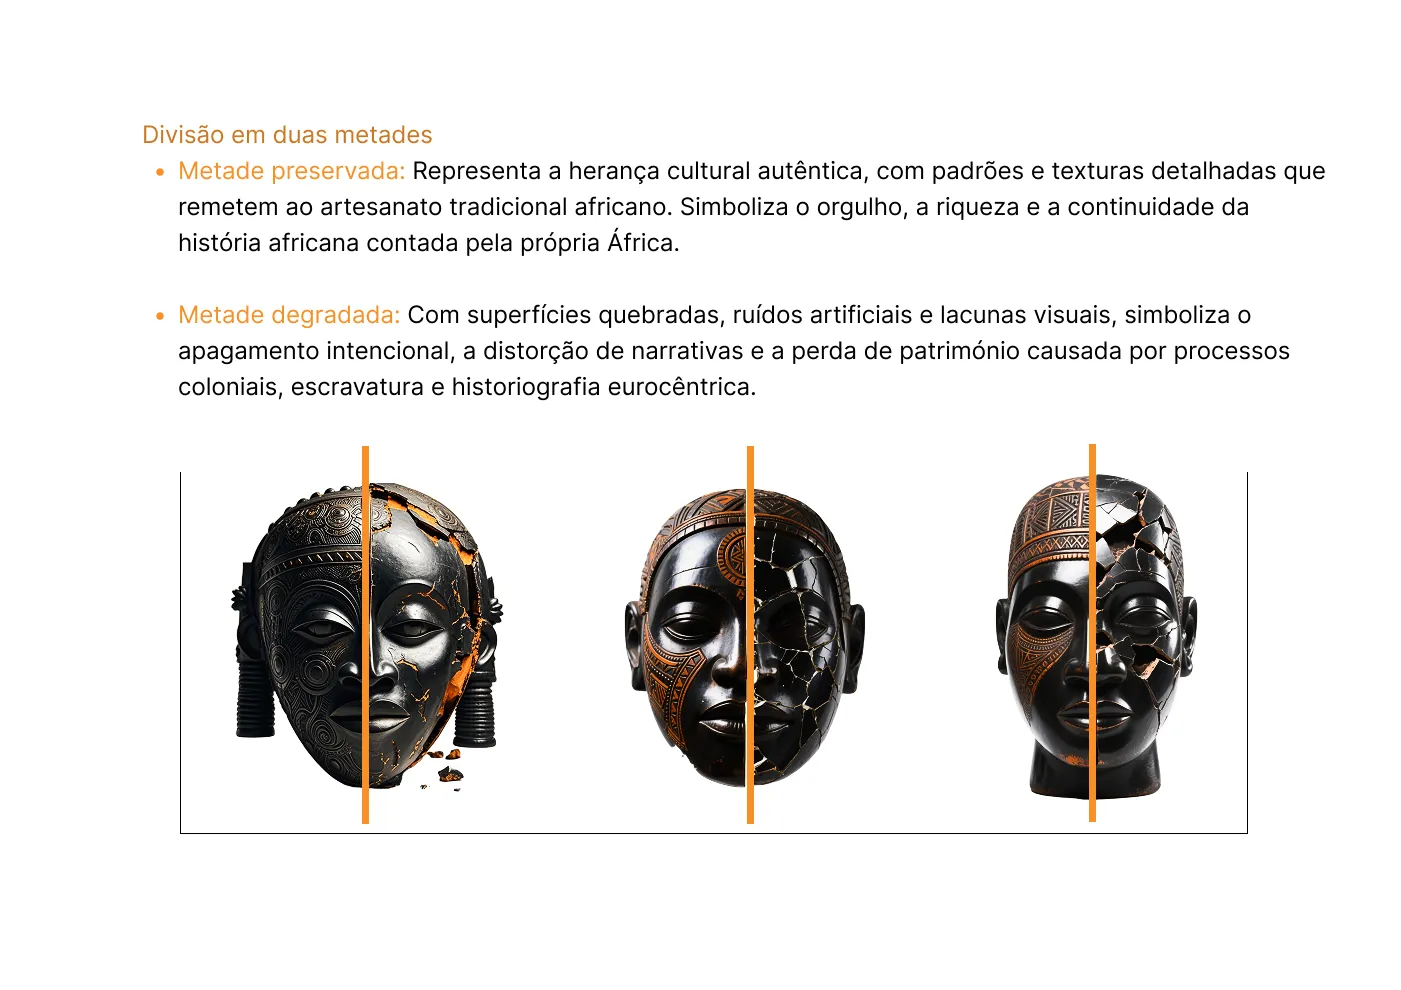 Divisão em duas metades
• Metade preservada: Representa a herança cultural autêntica, com padrões e texturas detalhadas que
remetem ao artesanato tradicional africano. Simboliza o orgulho, a riqueza e a continuidade da
história africana contada pela própria África.
• Metade degradada: Com superfícies quebradas, ruídos artificiais e lacunas visuais, simboliza o
apagamento intencional, a distorção de narrativas e a perda de património causada por processos
coloniais, escravatura e historiografia eurocêntrica.